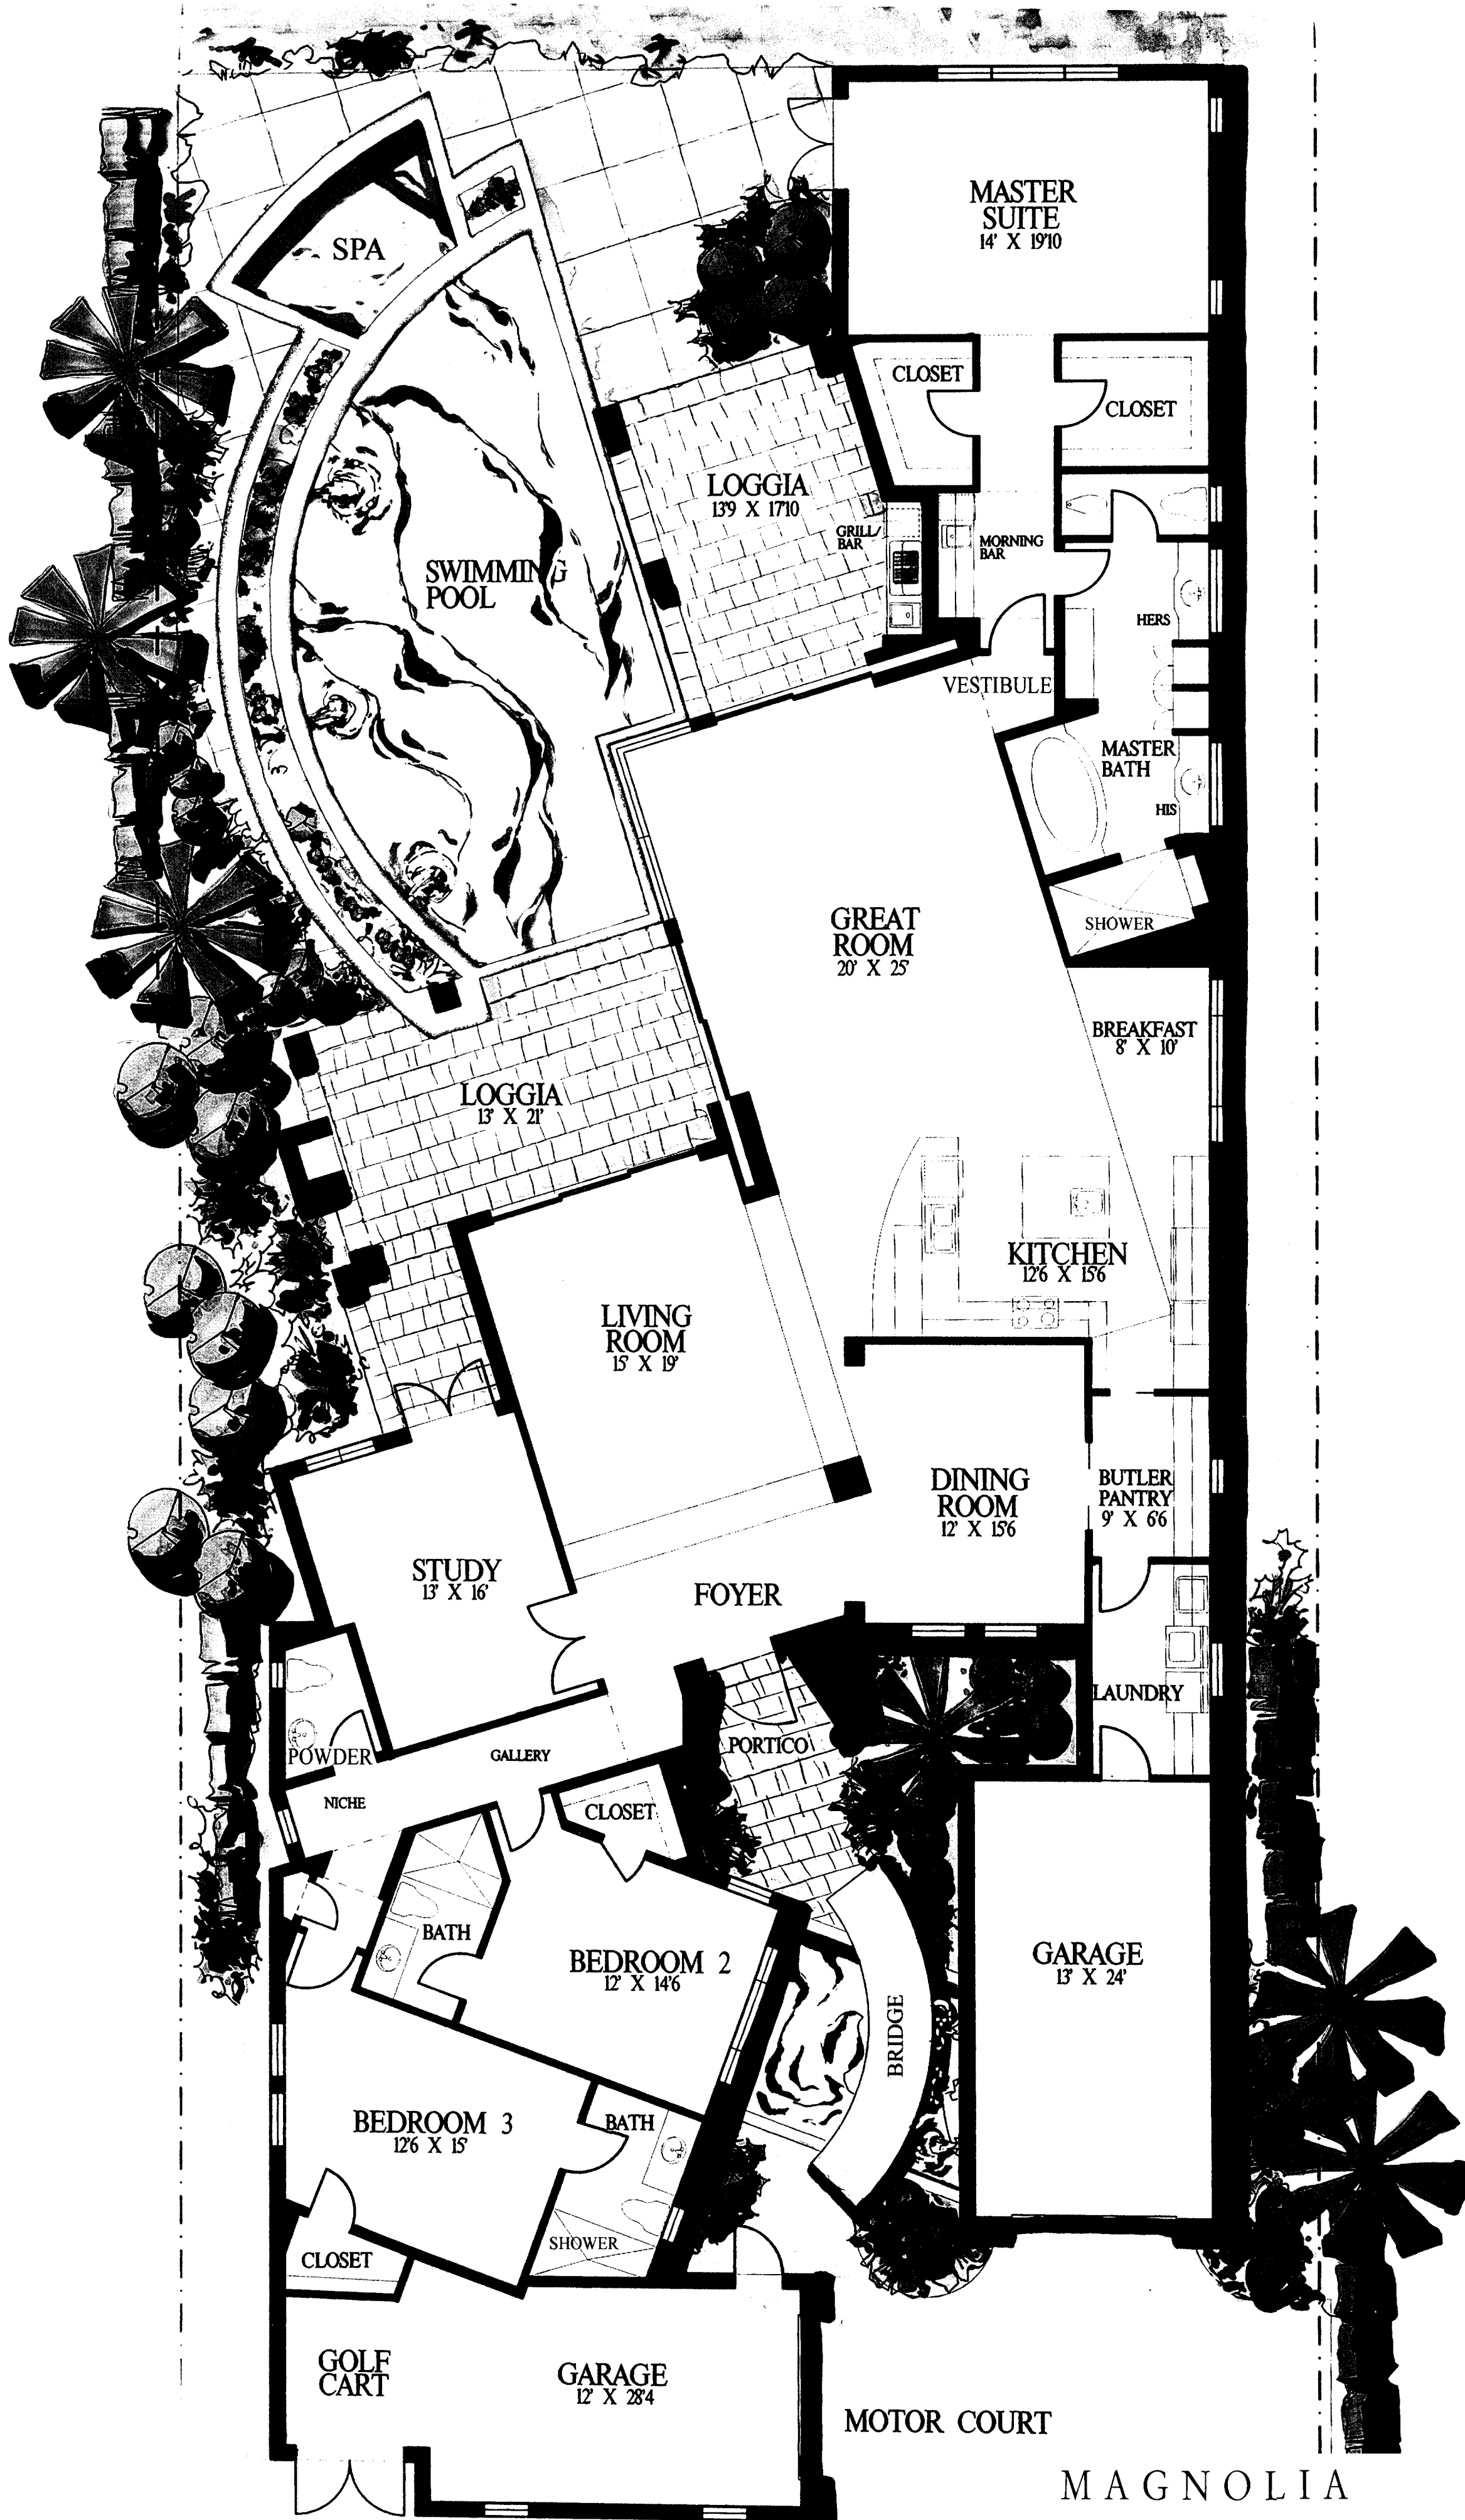 MASTER
SUITE
14' X 19'10
SPA
CLOSET
CLOSET
LOGGIA
13'9 X 17'10
GRILL/
BAR
MORNING
BAR
SWIMMING
POOL
HERS
VESTIBULE
MASTER
BATH
HIS
GREAT
ROOM
20' X 25'
SHOWER
BREAKFAST
8' X 10'
LOGGIA
13' X 21'
KITCHEN
12'6 X 15'6
LIVING
ROOM
15' X 19'
DINING
ROOM
12' X 15'6
BUTLER
PANTRY
9' X 6'6
STUDY
13' X 16'
FOYER
LAUNDRY
PORTICO
POWDER
GALLERY
NICHE
CLOSET
BATH
BEDROOM 2
12' X 14'6
GARAGE
13' X 24'
BRIDGE
BEDROOM 3
12'6 X 15'
BATH
SHOWER
CLOSET
GOLF
CART
GARAGE
12' X 28'4
MOTOR COURT
MAGNOLIA